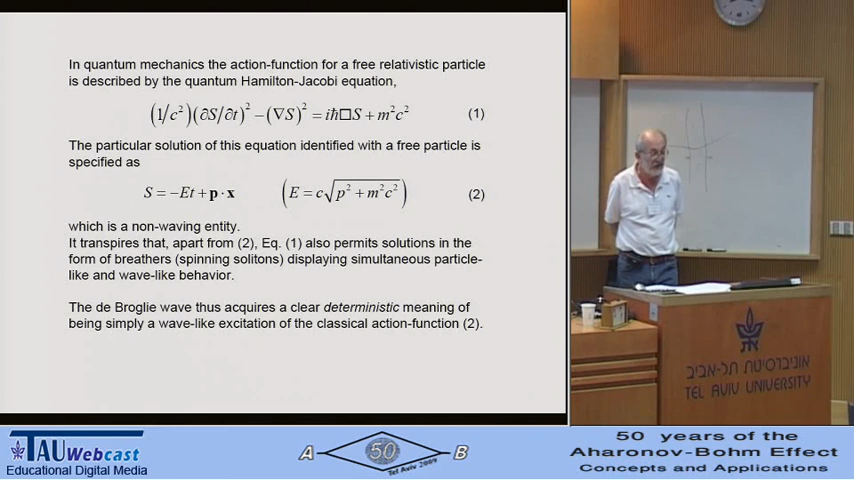 In quantum mechanics the action-function for a free relativistic particle
is described by the quantum Hamilton-Jacobi equation,
(1/c²)(∂S/∂t)² −(∇S)² = iħ□S + m²c² (1)
The particular solution of this equation identified with a free particle is
specified as
S = −Et + p · x (E = c√(p² + m²c²)) (2)
which is a non-waving entity.
It transpires that, apart from (2), Eq. (1) also permits solutions in the
form of breathers (spinning solitons) displaying simultaneous particle-
like and wave-like behavior.
The de Broglie wave thus acquires a clear deterministic meaning of
being simply a wave-like excitation of the classical action-function (2).
אוניברסיטת תל-אביב
TEL AVIV UNIVERSITY
TAU Webcast
Educational Digital Media
A 50 B
Tel Aviv 2009
50 years of the
Aharonov-Bohm Effect
Concepts and Applications